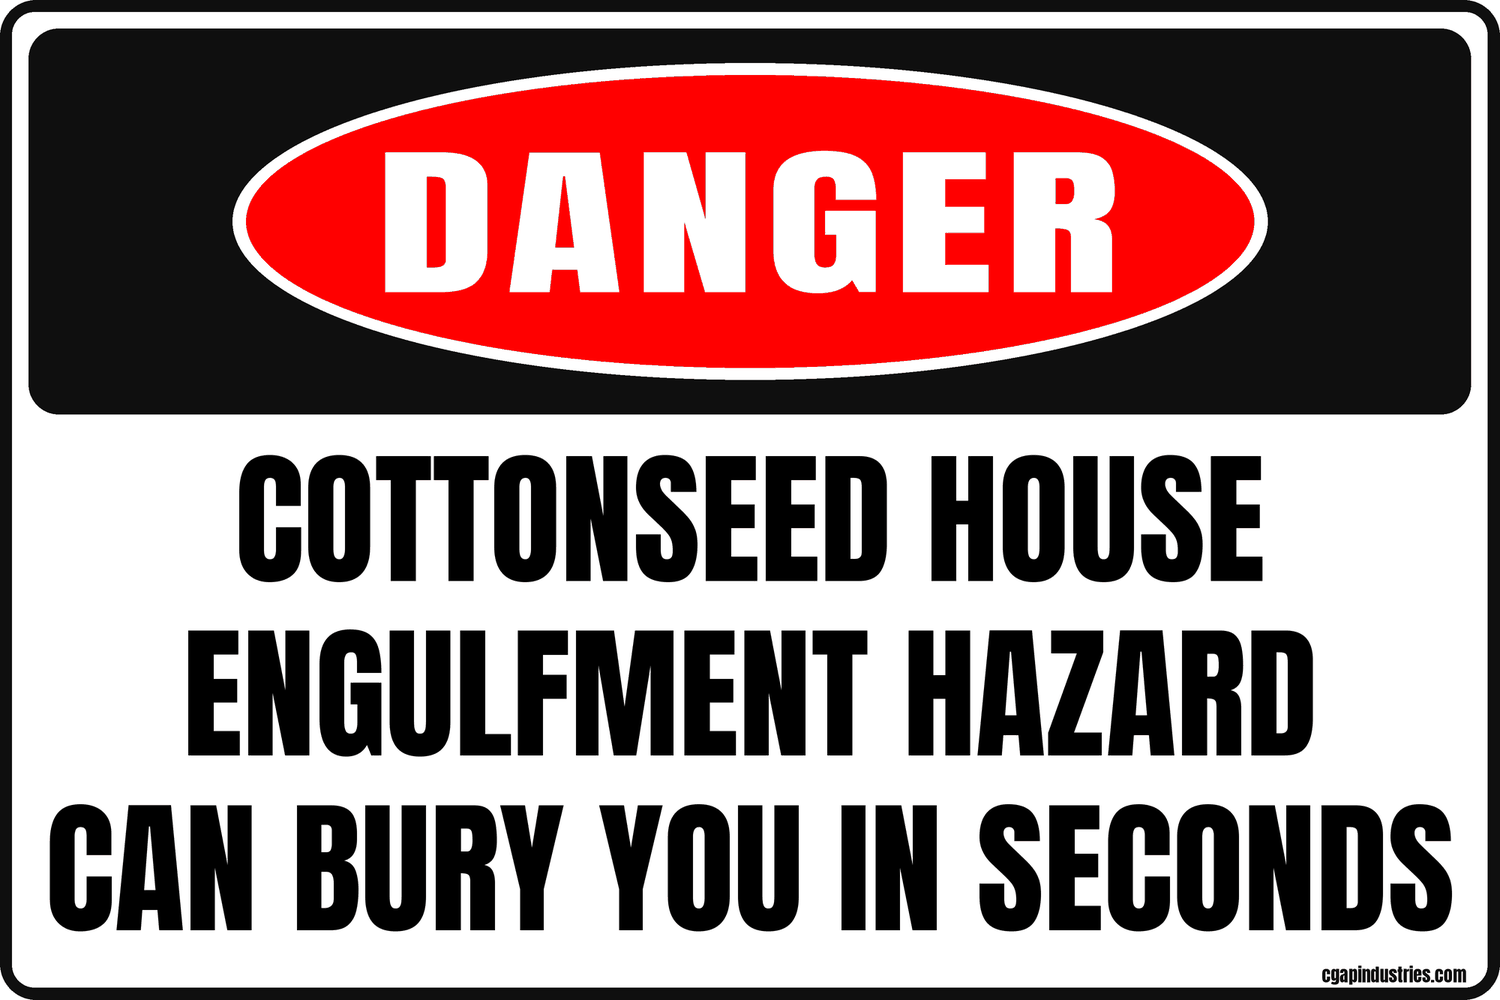 DANGER
COTTONSEED HOUSE
ENGULFMENT HAZARD
CAN BURY YOU IN SECONDS
cgapindustries.com